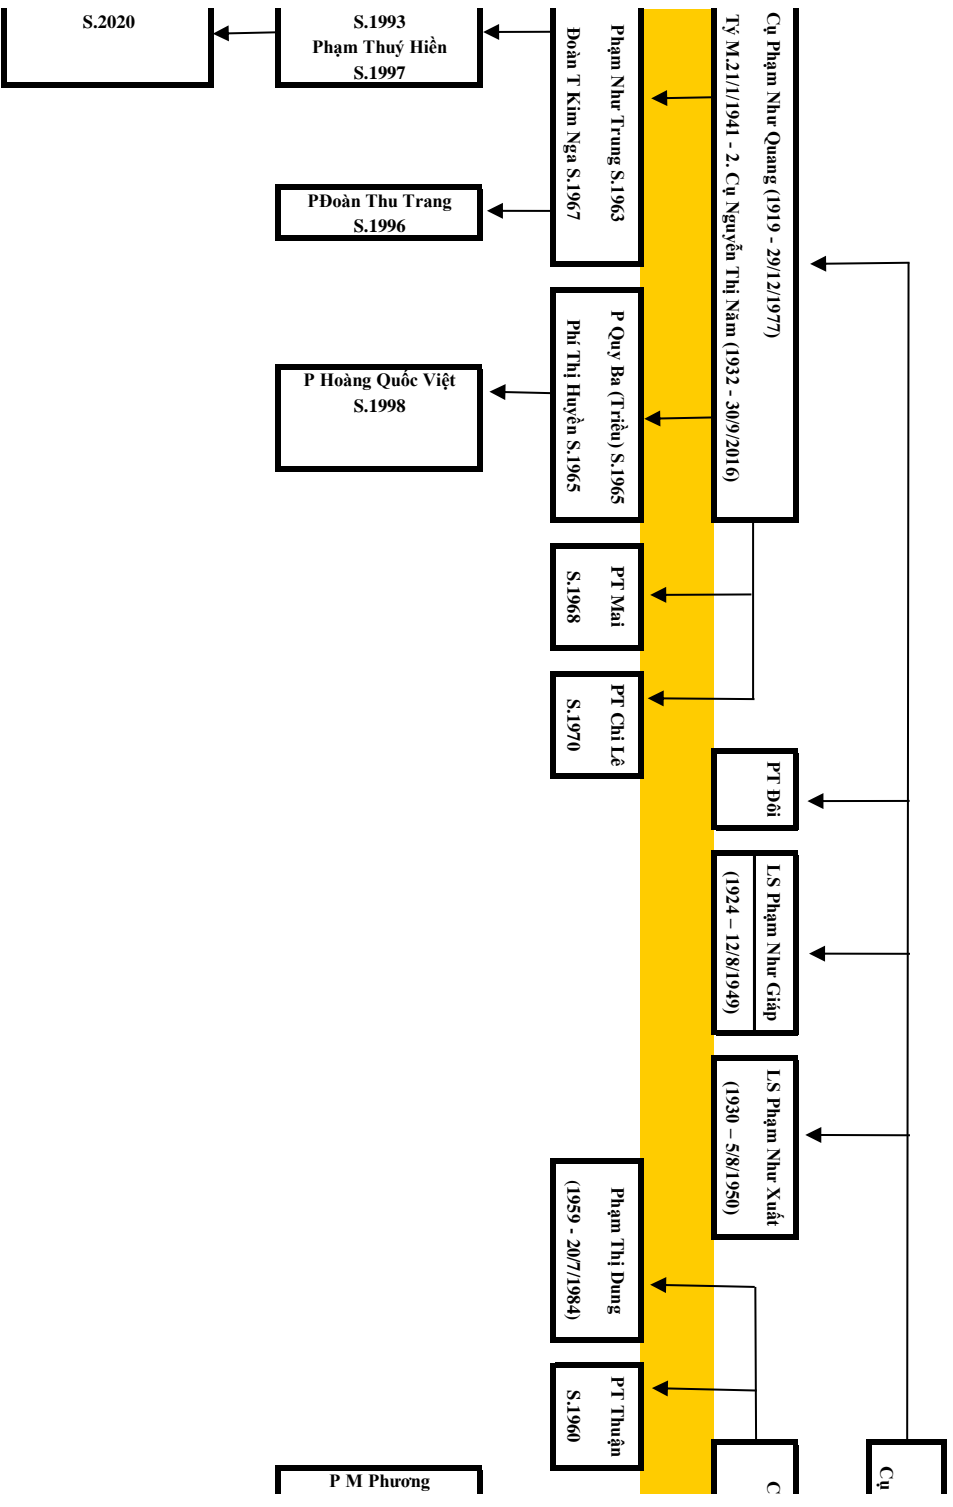 S.2020
S.1993
Phạm Thuý Hiền
S.1997
Phạm Như Trung S.1963
Đoàn T Kim Nga S.1967
Cụ Phạm Như Quang (1919 - 29/12/1977)
Tý M.21/1/1941 - 2. Cụ Nguyễn Thị Năm (1932 - 30/9/2016)
PĐoàn Thu Trang
S.1996
P Quy Ba (Triều) S.1965
Phí Thị Huyền S.1965
P Hoàng Quốc Việt
S.1998
PT Mai
S.1968
PT Chi Lê
S.1970
PT Đôi
LS Phạm Như Giáp
(1924 – 12/8/1949)
LS Phạm Như Xuất
(1930 – 5/8/1950)
Phạm Thị Dung
(1959 - 20/7/1984)
PT Thuận
S.1960
P M Phương
C
Cụ